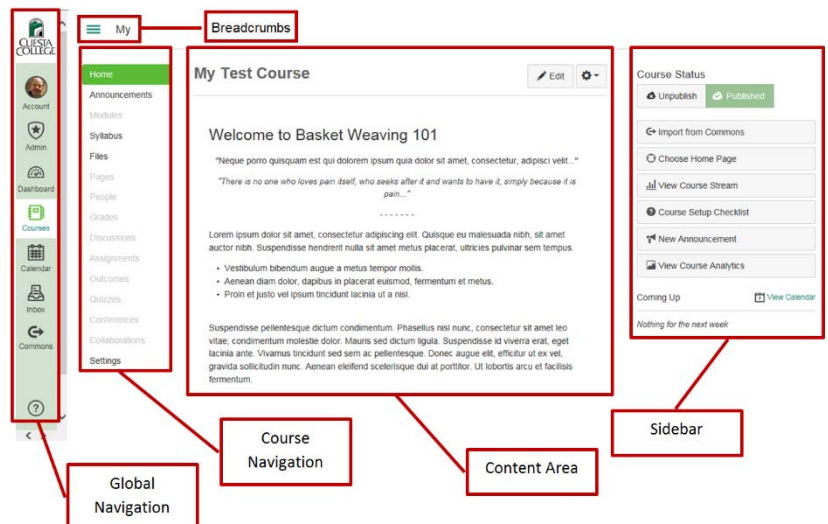 CUESTA
COLLEGE
Account
Admin
Dashboard
Courses
Calendar
Inbox
Commons
?
My
Breadcrumbs
Home
Announcements
Modules
Syllabus
Files
Pages
People
Grades
Discussions
Assignments
Outcomes
Quizzes
Conferences
Collaborations
Settings
My Test Course
Edit
Welcome to Basket Weaving 101
"Neque porro quisquam est qui dolorem ipsum quia dolor sit amet, consectetur, adipisci velit..."
"There is no one who loves pain itself, who seeks after it and wants to have it, simply because it is
pain..."
- - - - - - -
Lorem ipsum dolor sit amet, consectetur adipiscing elit. Quisque eu malesuada nibh, sit amet
auctor nibh. Suspendisse hendrerit nulla sit amet metus placerat, ultricies pulvinar sem tempus.
• Vestibulum bibendum augue a metus tempor mollis.
• Aenean diam dolor, dapibus in placerat euismod, fermentum et metus.
• Proin et justo vel ipsum tincidunt lacinia ut a nisl.
Suspendisse pellentesque dictum condimentum. Phasellus nisl nunc, consectetur sit amet leo
vitae, condimentum molestie dolor. Mauris sed dictum ligula. Suspendisse id viverra erat, eget
lacinia ante. Vivamus tincidunt sed sem ac pellentesque. Donec augue elit, efficitur ut ex vel,
gravida sollicitudin nunc. Aenean eleifend scelerisque dui at porttitor. Ut lobortis arcu et facilisis
fermentum.
Course Status
Unpublish
Published
Import from Commons
Choose Home Page
View Course Stream
Course Setup Checklist
New Announcement
View Course Analytics
Coming Up
View Calendar
Nothing for the next week
Global
Navigation
Course
Navigation
Content Area
Sidebar